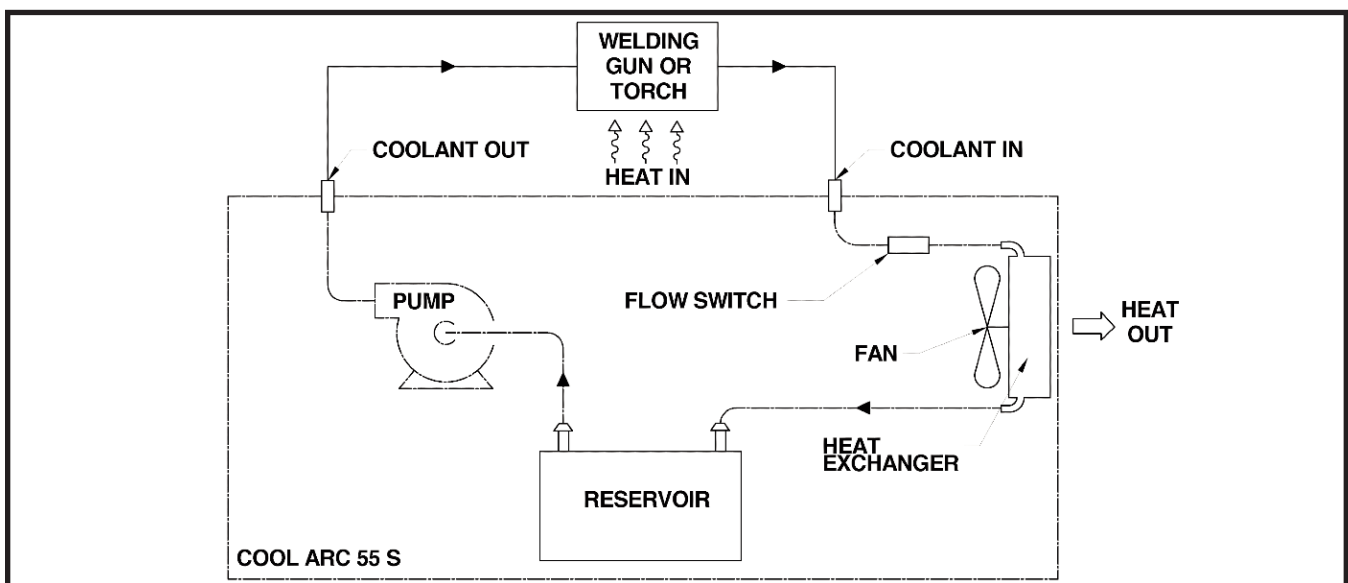 WELDING
GUN OR
TORCH
COOLANT OUT
COOLANT IN
HEAT IN
PUMP
FLOW SWITCH
HEAT
OUT
FAN
HEAT
EXCHANGER
RESERVOIR
COOL ARC 55 S